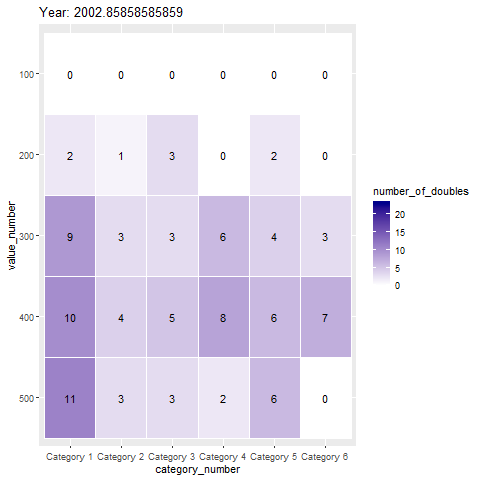 Year: 2002.85858585859
100 0 0 0 0 0 0
200 2 1 3 0 2 0
300 9 3 3 6 4 3
400 10 4 5 8 6 7
500 11 3 3 2 6 0
Category 1 Category 2 Category 3 Category 4 Category 5 Category 6
category_number
value_number
number_of_doubles
20
15
10
5
0